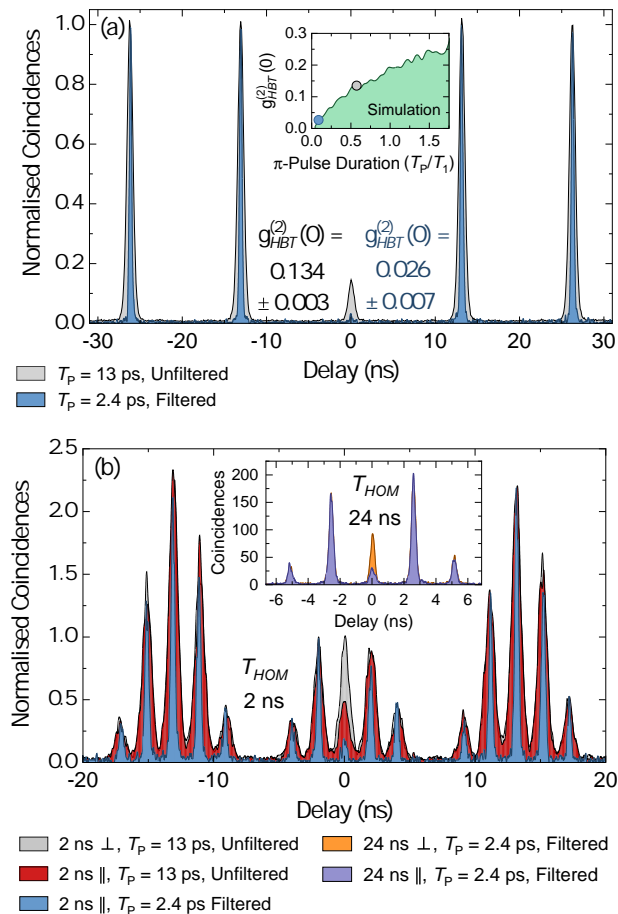 (a)
1.0
0.8
0.6
0.4
0.2
0.0
Normalised Coincidences
0.3
0.2
0.1
0.0
g(2)HBT(0)
Simulation
0.0 0.5 1.0 1.5
π-Pulse Duration (TP/T1)
g(2)HBT(0) = g(2)HBT(0) =
0.134 0.026
± 0.003 ± 0.007
-30 -20 -10 0 10 20 30
Delay (ns)
TP = 13 ps, Unfiltered
TP = 2.4 ps, Filtered
(b)
2.5
2.0
1.5
1.0
0.5
0.0
Normalised Coincidences
200
150
100
50
0
Coincidences
THOM
24 ns
-6 -4 -2 0 2 4 6
Delay (ns)
THOM
2 ns
-20 -10 0 10 20
Delay (ns)
2 ns ⊥, TP = 13 ps, Unfiltered 24 ns ⊥, TP = 2.4 ps, Filtered
2 ns ∥, TP = 13 ps, Unfiltered 24 ns ∥, TP = 2.4 ps, Filtered
2 ns ∥, TP = 2.4 ps Filtered